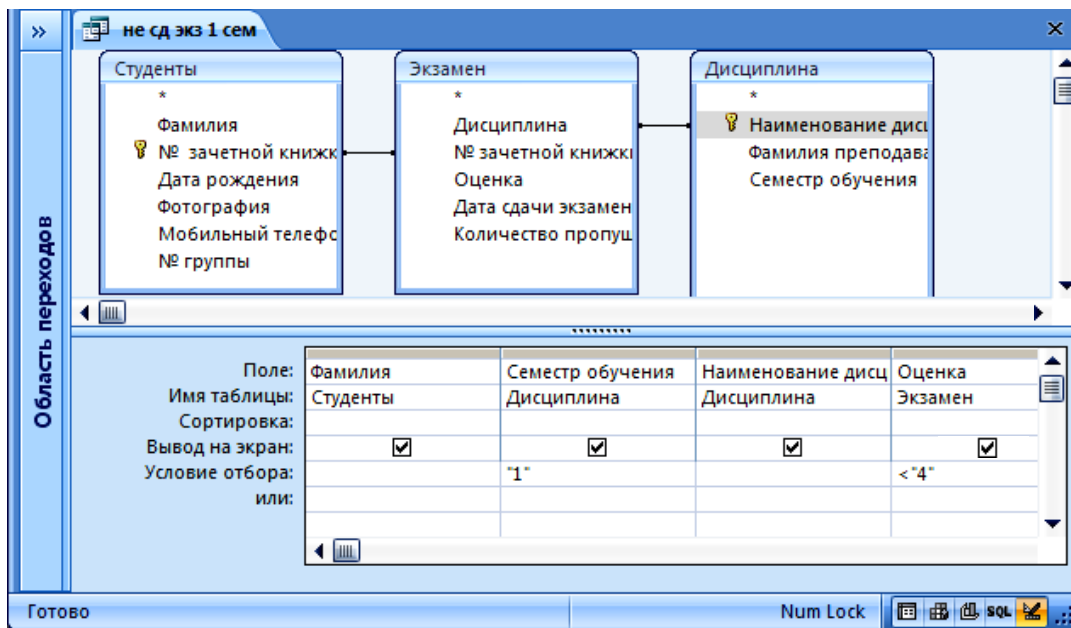 » не сд экз 1 сем ×
Область переходов
Студенты
*
Фамилия
№ зачетной книжк
Дата рождения
Фотография
Мобильный телефо
№ группы
Экзамен
*
Дисциплина
№ зачетной книжки
Оценка
Дата сдачи экзамен
Количество пропущ
Дисциплина
*
Наименование дисц
Фамилия преподава
Семестр обучения
Поле: Фамилия Семестр обучения Наименование дисц Оценка
Имя таблицы: Студенты Дисциплина Дисциплина Экзамен
Сортировка:
Вывод на экран:
Условие отбора: "1" <"4"
или:
Готово Num Lock SQL